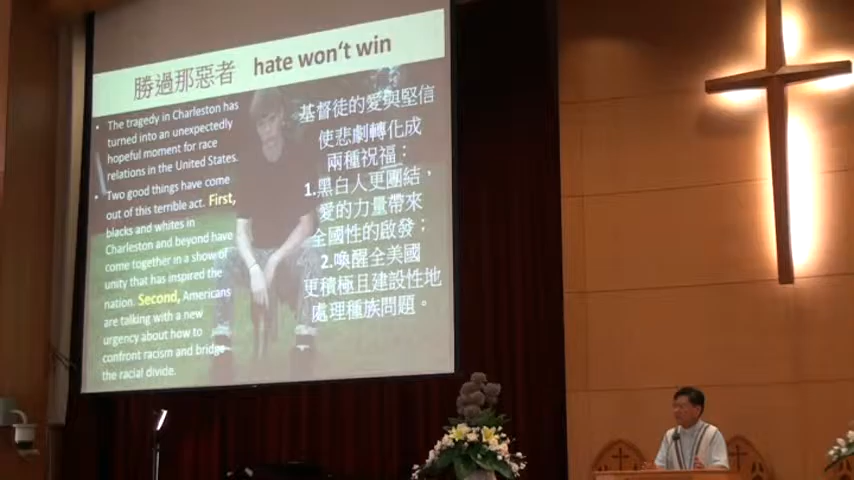 勝過那惡者 hate won't win
• The tragedy in Charleston has
turned into an unexpectedly
hopeful moment for race
relations in the United States.
• Two good things have come
out of this terrible act. First,
blacks and whites in
Charleston and beyond have
come together in a show of
unity that has inspired the
nation. Second, Americans
are talking with a new
urgency about how to
confront racism and bridge
the racial divide.
基督徒的愛與堅信
使悲劇轉化成
兩種祝福：
1.黑白人更團結，
愛的力量帶來
全國性的啟發；
2.喚醒全美國
更積極且建設性地
處理種族問題。